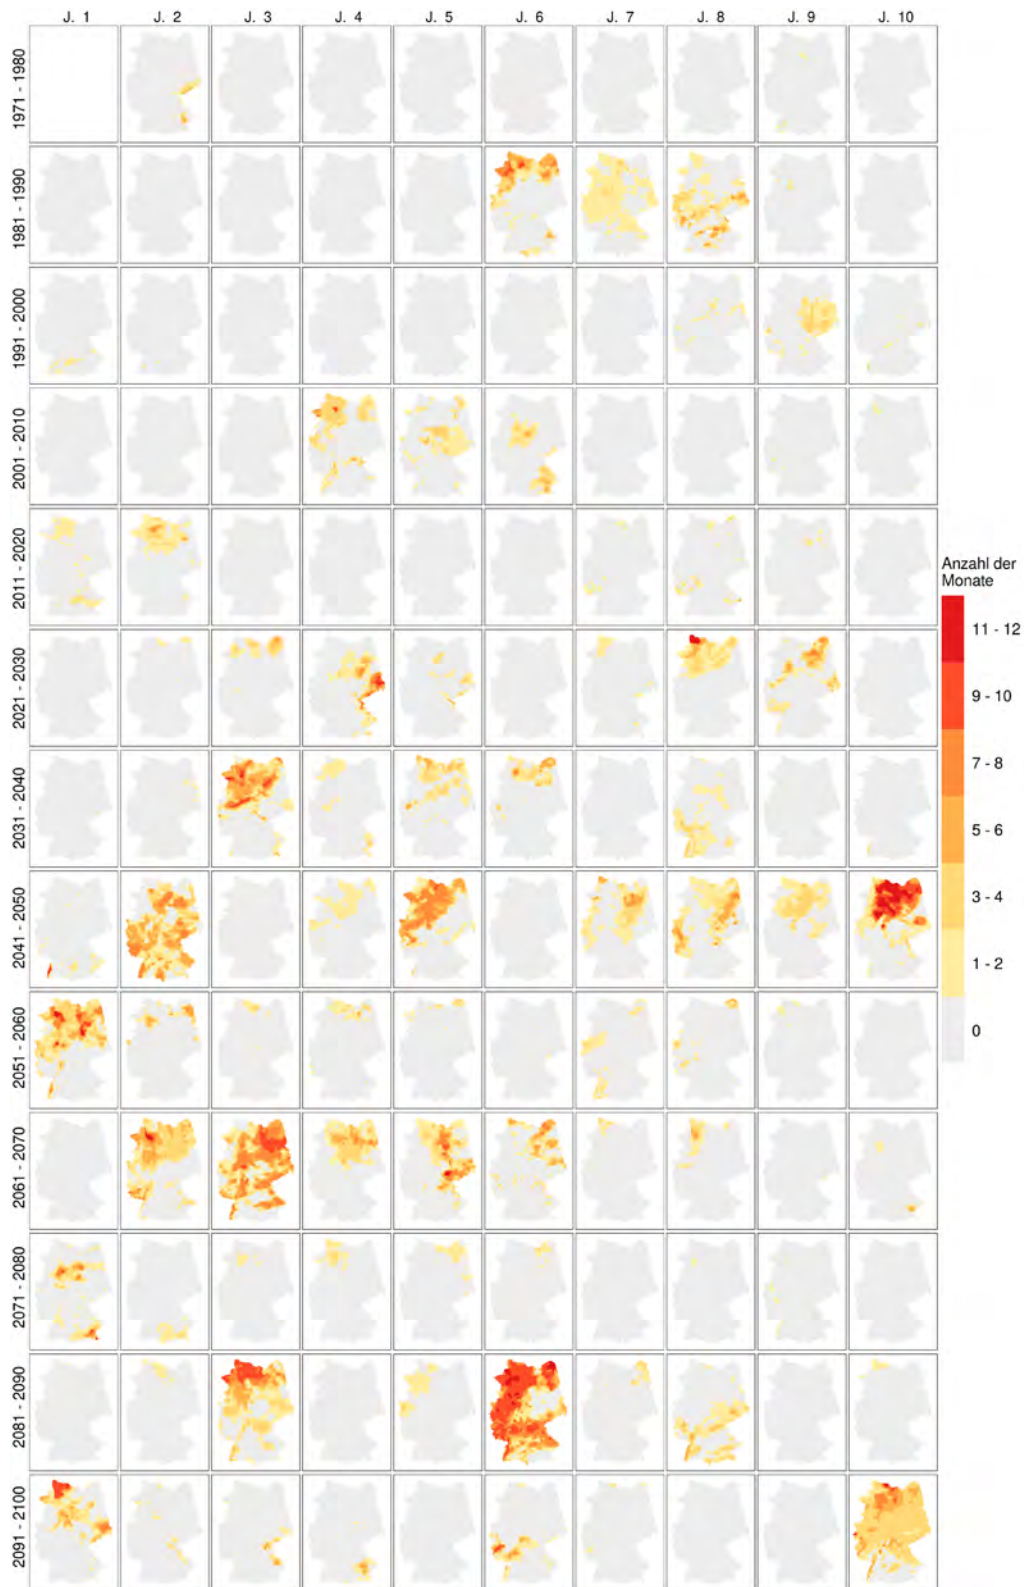 J. 1 J. 2 J. 3 J. 4 J. 5 J. 6 J. 7 J. 8 J. 9 J. 10
1971 - 1980
1981 - 1990
1991 - 2000
2001 - 2010
2011 - 2020
2021 - 2030
2031 - 2040
2041 - 2050
2051 - 2060
2061 - 2070
2071 - 2080
2081 - 2090
2091 - 2100
Anzahl der
Monate
11 - 12
9 - 10
7 - 8
5 - 6
3 - 4
1 - 2
0